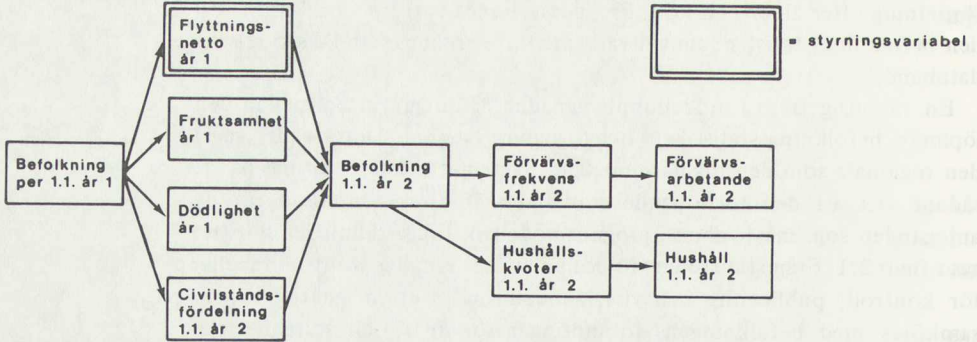 Flyttnings-
netto
år 1
= styrningsvariabel
Fruktsamhet
år 1
Befolkning
per 1.1. år 1
Befolkning
1.1. år 2
Förvärvs-
frekvens
1.1. år 2
Förvärvs-
arbetande
1.1. år 2
Dödlighet
år 1
Hushålls-
kvoter
1.1. år 2
Hushåll
1.1. år 2
Civilstånds-
fördelning
1.1. år 2